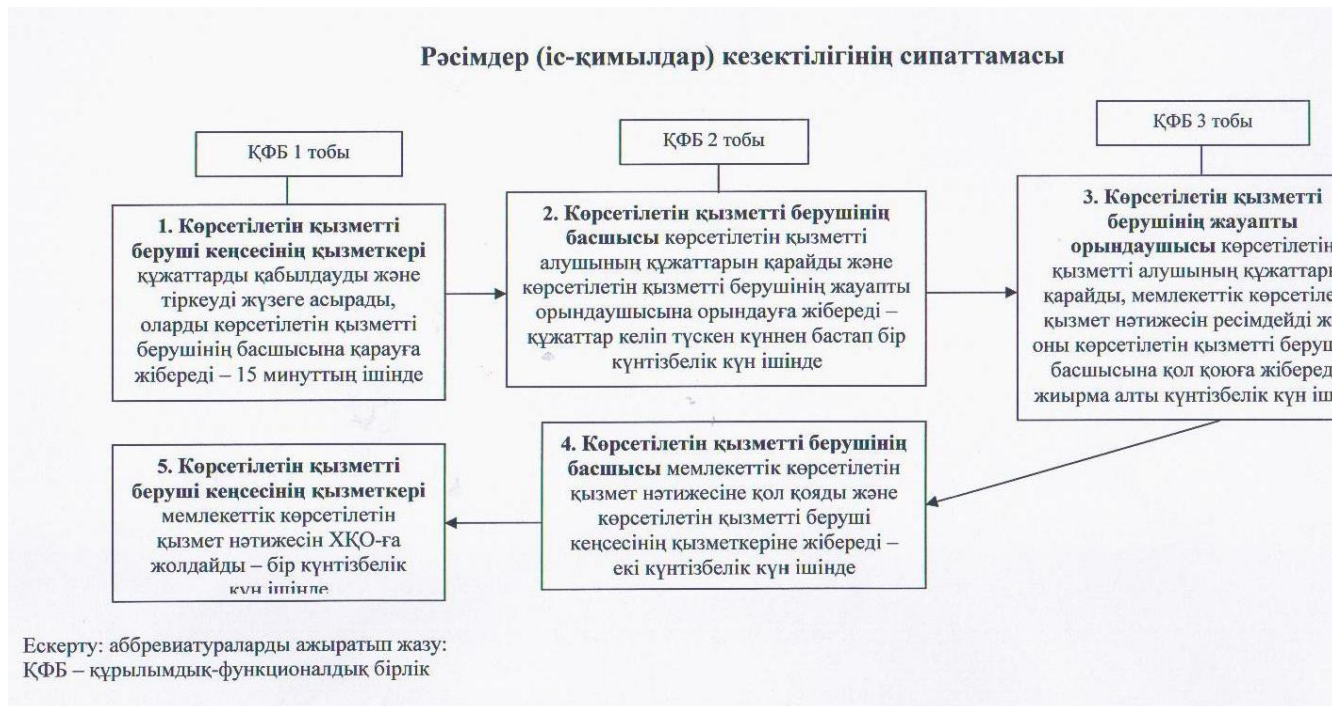 Рәсімдер (іс-қимылдар) кезектілігінің сипаттамасы
ҚФБ 1 тобы
ҚФБ 2 тобы
ҚФБ 3 тобы
1. Көрсетілетін қызметті
беруші кеңсесінің қызметкері
құжаттарды қабылдауды және
тіркеуді жүзеге асырады,
оларды көрсетілетін қызметті
берушінің басшысына қарауға
жібереді – 15 минуттың ішінде
2. Көрсетілетін қызметті берушінің
басшысы көрсетілетін қызметті
алушының құжаттарын қарайды және
көрсетілетін қызметті берушінің жауапты
орындаушысына орындауға жібереді –
құжаттар келіп түскен күннен бастап бір
күнтізбелік күн ішінде
3. Көрсетілетін қызметті
берушінің жауапты
орындаушысы
қызметті алушының
қарайды, мемлекеттік
қызмет нәтижесін ресімдейді
оны көрсетілетін қызметті
басшысына қол қоюға
жиырма алты күнтізбелік күн
4. Көрсетілетін қызметті берушінің
басшысы мемлекеттік көрсетілетін
қызмет нәтижесіне қол қояды және
көрсетілетін қызметті беруші
кеңсесінің қызметкеріне жібереді –
екі күнтізбелік күн ішінде
5. Көрсетілетін қызметті
беруші кеңсесінің қызметкері
мемлекеттік көрсетілетін
қызмет нәтижесін ХҚО-ға
жолдайды – бір күнтізбелік
күн ішінде
Ескерту: аббревиатураларды ажыратып жазу:
ҚФБ – құрылымдық-функционалдық бірлік